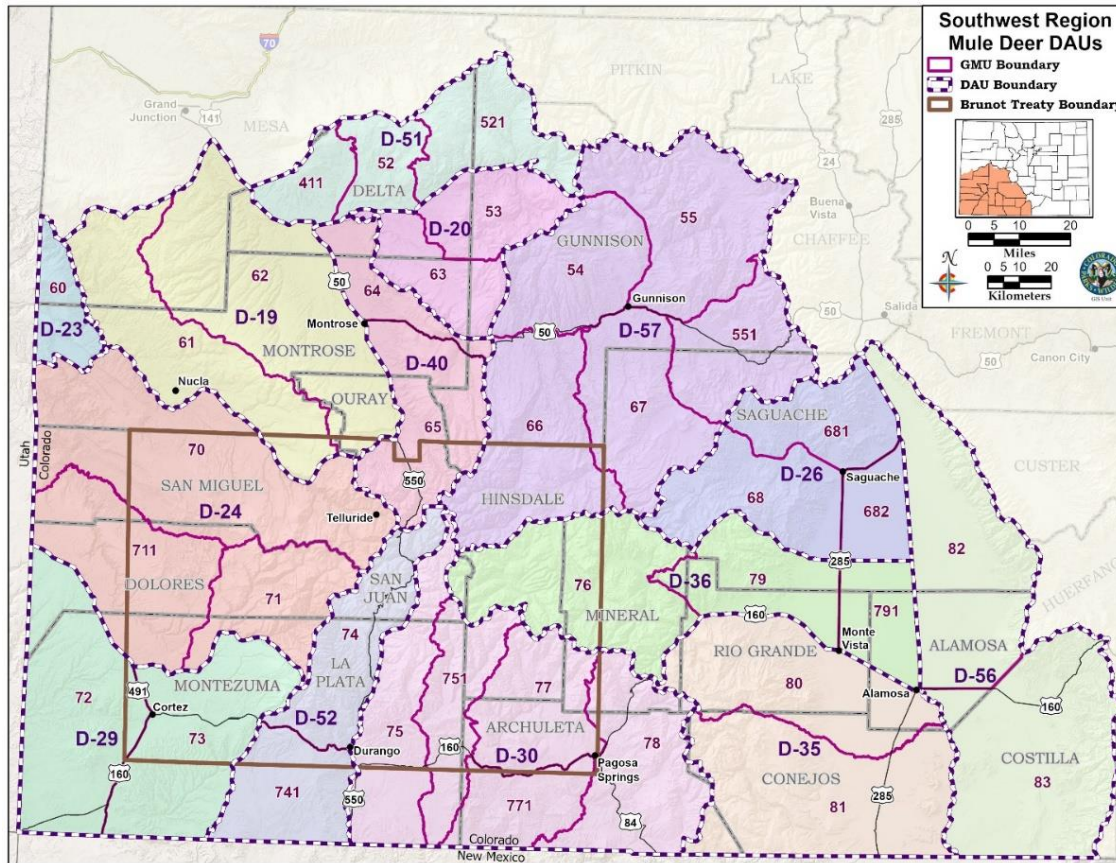 Southwest Region
Mule Deer DAUs
GMU Boundary
DAU Boundary
Brunot Treaty Boundary
0 5 10 20
Miles
0 5 10 20
Kilometers
N
COLORADO
GIS Unit
70
PITKIN
LAKE
285
Grand
Junction
141
MESA
24
Buena
Vista
CHAFFEE
Salida
50
FREMONT
Canon City
50
CUSTER
HUERFANO
D-51
521
52
411
DELTA
53
D-20
55
GUNNISON
54
63
62
50
64
60
D-23
D-19
Montrose
Gunnison
50
D-57
551
61
MONTROSE
D-40
Nucla
OURAY
67
SAGUACHE
681
66
65
70
Utah
Colorado
SAN MIGUEL
D-24
Telluride
550
HINSDALE
68
D-26
Saguache
682
82
711
DOLORES
71
SAN
JUAN
285
76
D-36
79
MINERAL
791
74
160
Monte
Vista
RIO GRANDE
ALAMOSA
LA
PLATA
MONTEZUMA
751
77
80
Alamosa
D-56
72
491
Cortez
160
D-52
75
ARCHULETA
D-29
73
Durango
160
D-30
78
Pagosa
Springs
D-35
CONEJOS
COSTILLA
83
160
741
550
771
84
81
285
Colorado
New Mexico